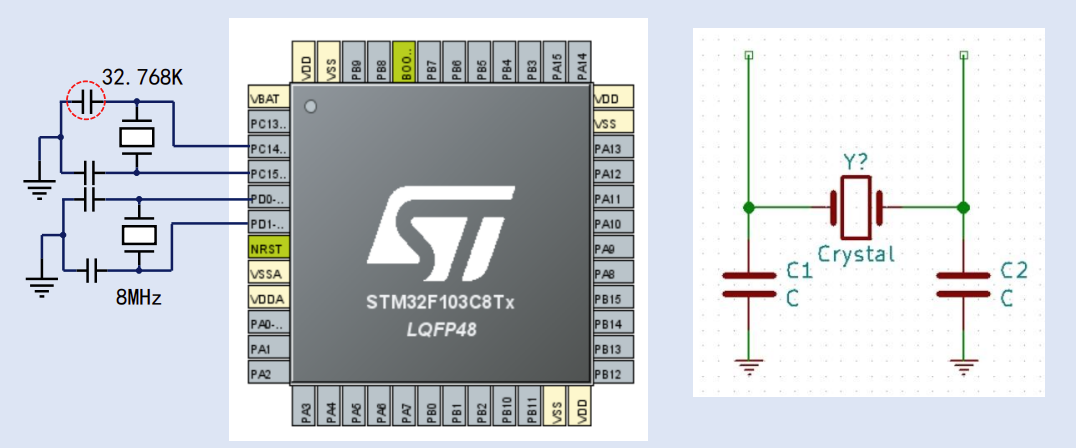 32.768K
8MHz
VDD
VSS
PB9
PB8
BOO..
PB7
PB6
PB5
PB4
PB3
PA15
PA14
VBAT
PC13..
PC14..
PC15..
PD0-..
PD1-..
NRST
VSSA
VDDA
PA0-..
PA1
PA2
ST
STM32F103C8Tx
LQFP48
VDD
VSS
PA13
PA12
PA11
PA10
PA9
PA8
PB15
PB14
PB13
PB12
PA3
PA4
PA5
PA6
PA7
PB0
PB1
PB2
PB10
PB11
VSS
VDD
Y?
Crystal
C1
C
C2
C